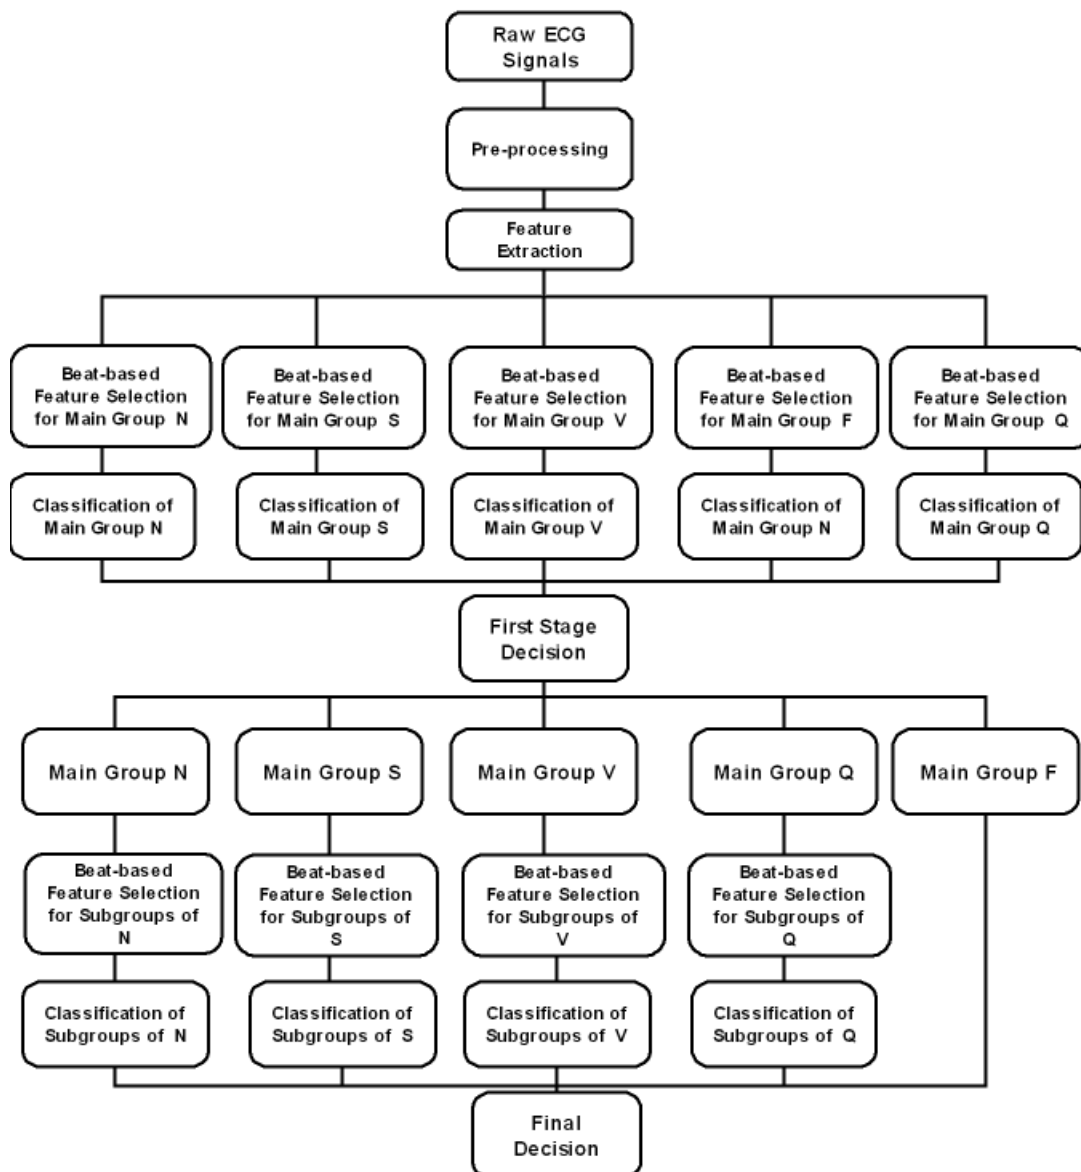 Raw ECG
Signals
Pre-processing
Feature
Extraction
Beat-based
Feature Selection
for Main Group N
Beat-based
Feature Selection
for Main Group S
Beat-based
Feature Selection
for Main Group V
Beat-based
Feature Selection
for Main Group F
Beat-based
Feature Selection
for Main Group Q
Classification of
Main Group N
Classification of
Main Group S
Classification of
Main Group V
Classification of
Main Group N
Classification of
Main Group Q
First Stage
Decision
Main Group N
Main Group S
Main Group V
Main Group Q
Main Group F
Beat-based
Feature Selection
for Subgroups of
N
Beat-based
Feature Selection
for Subgroups of
S
Beat-based
Feature Selection
for Subgroups of
V
Beat-based
Feature Selection
for Subgroups of
Q
Classification of
Subgroups of N
Classification of
Subgroups of S
Classification of
Subgroups of V
Classification of
Subgroups of Q
Final
Decision